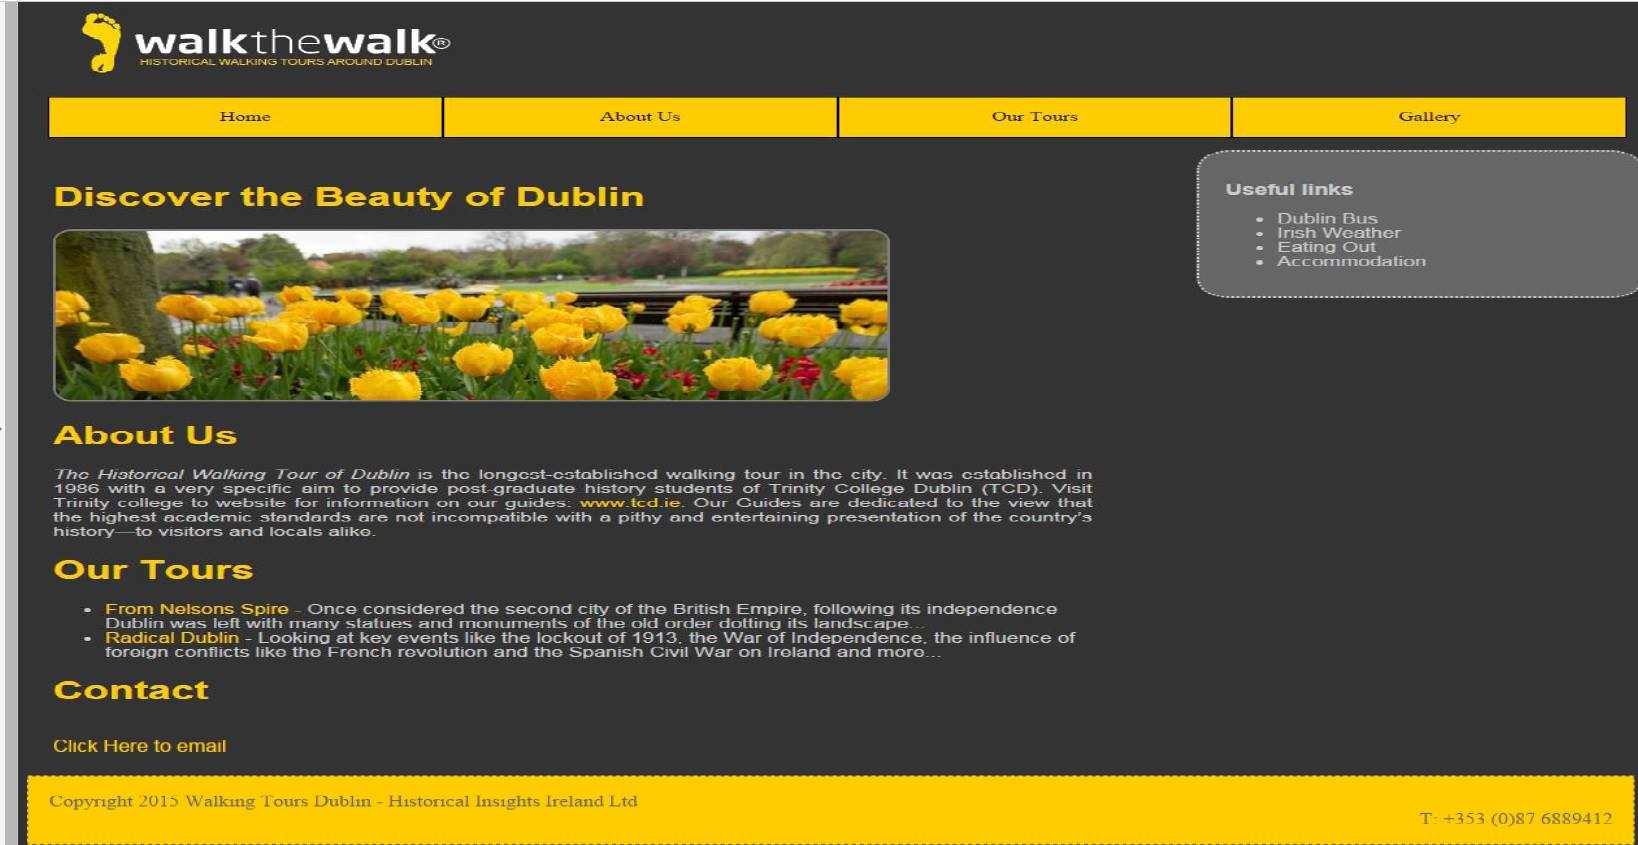 walkthewalk®
HISTORICAL WALKING TOURS AROUND DUBLIN
Home About Us Our Tours Gallery
Discover the Beauty of Dublin
Useful links
• Dublin Bus
• Irish Weather
• Eating Out
• Accommodation
About Us
The Historical Walking Tour of Dublin is the longest-established walking tour in the city. It was established in
1986 with a very specific aim to provide post-graduate history students of Trinity College Dublin (TCD). Visit
Trinity college to website for information on our guides: www.tcd.ie. Our Guides are dedicated to the view that
the highest academic standards are not incompatible with a pithy and entertaining presentation of the country's
history—to visitors and locals alike.
Our Tours
• From Nelsons Spire - Once considered the second city of the British Empire, following its independence
Dublin was left with many statues and monuments of the old order dotting its landscape...
• Radical Dublin - Looking at key events like the lockout of 1913, the War of Independence, the influence of
foreign conflicts like the French revolution and the Spanish Civil War on Ireland and more...
Contact
Click Here to email
Copyright 2015 Walking Tours Dublin - Historical Insights Ireland Ltd
T: +353 (0)87 6889412